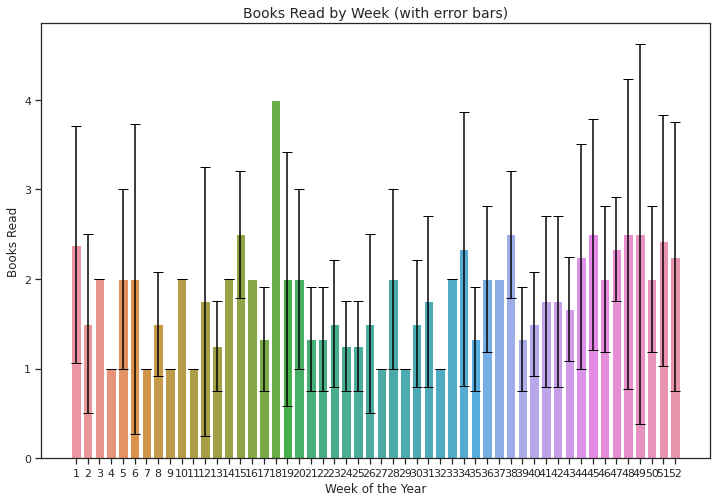 Books Read by Week (with error bars)
4
3
2
1
0
Books Read
1 2 3 4 5 6 7 8 9 10 11 12 13 14 15 16 17 18 19 20 21 22 23 24 25 26 27 28 29 30 31 32 33 34 35 36 37 38 39 40 41 42 43 44 45 46 47 48 49 50 51 52
Week of the Year